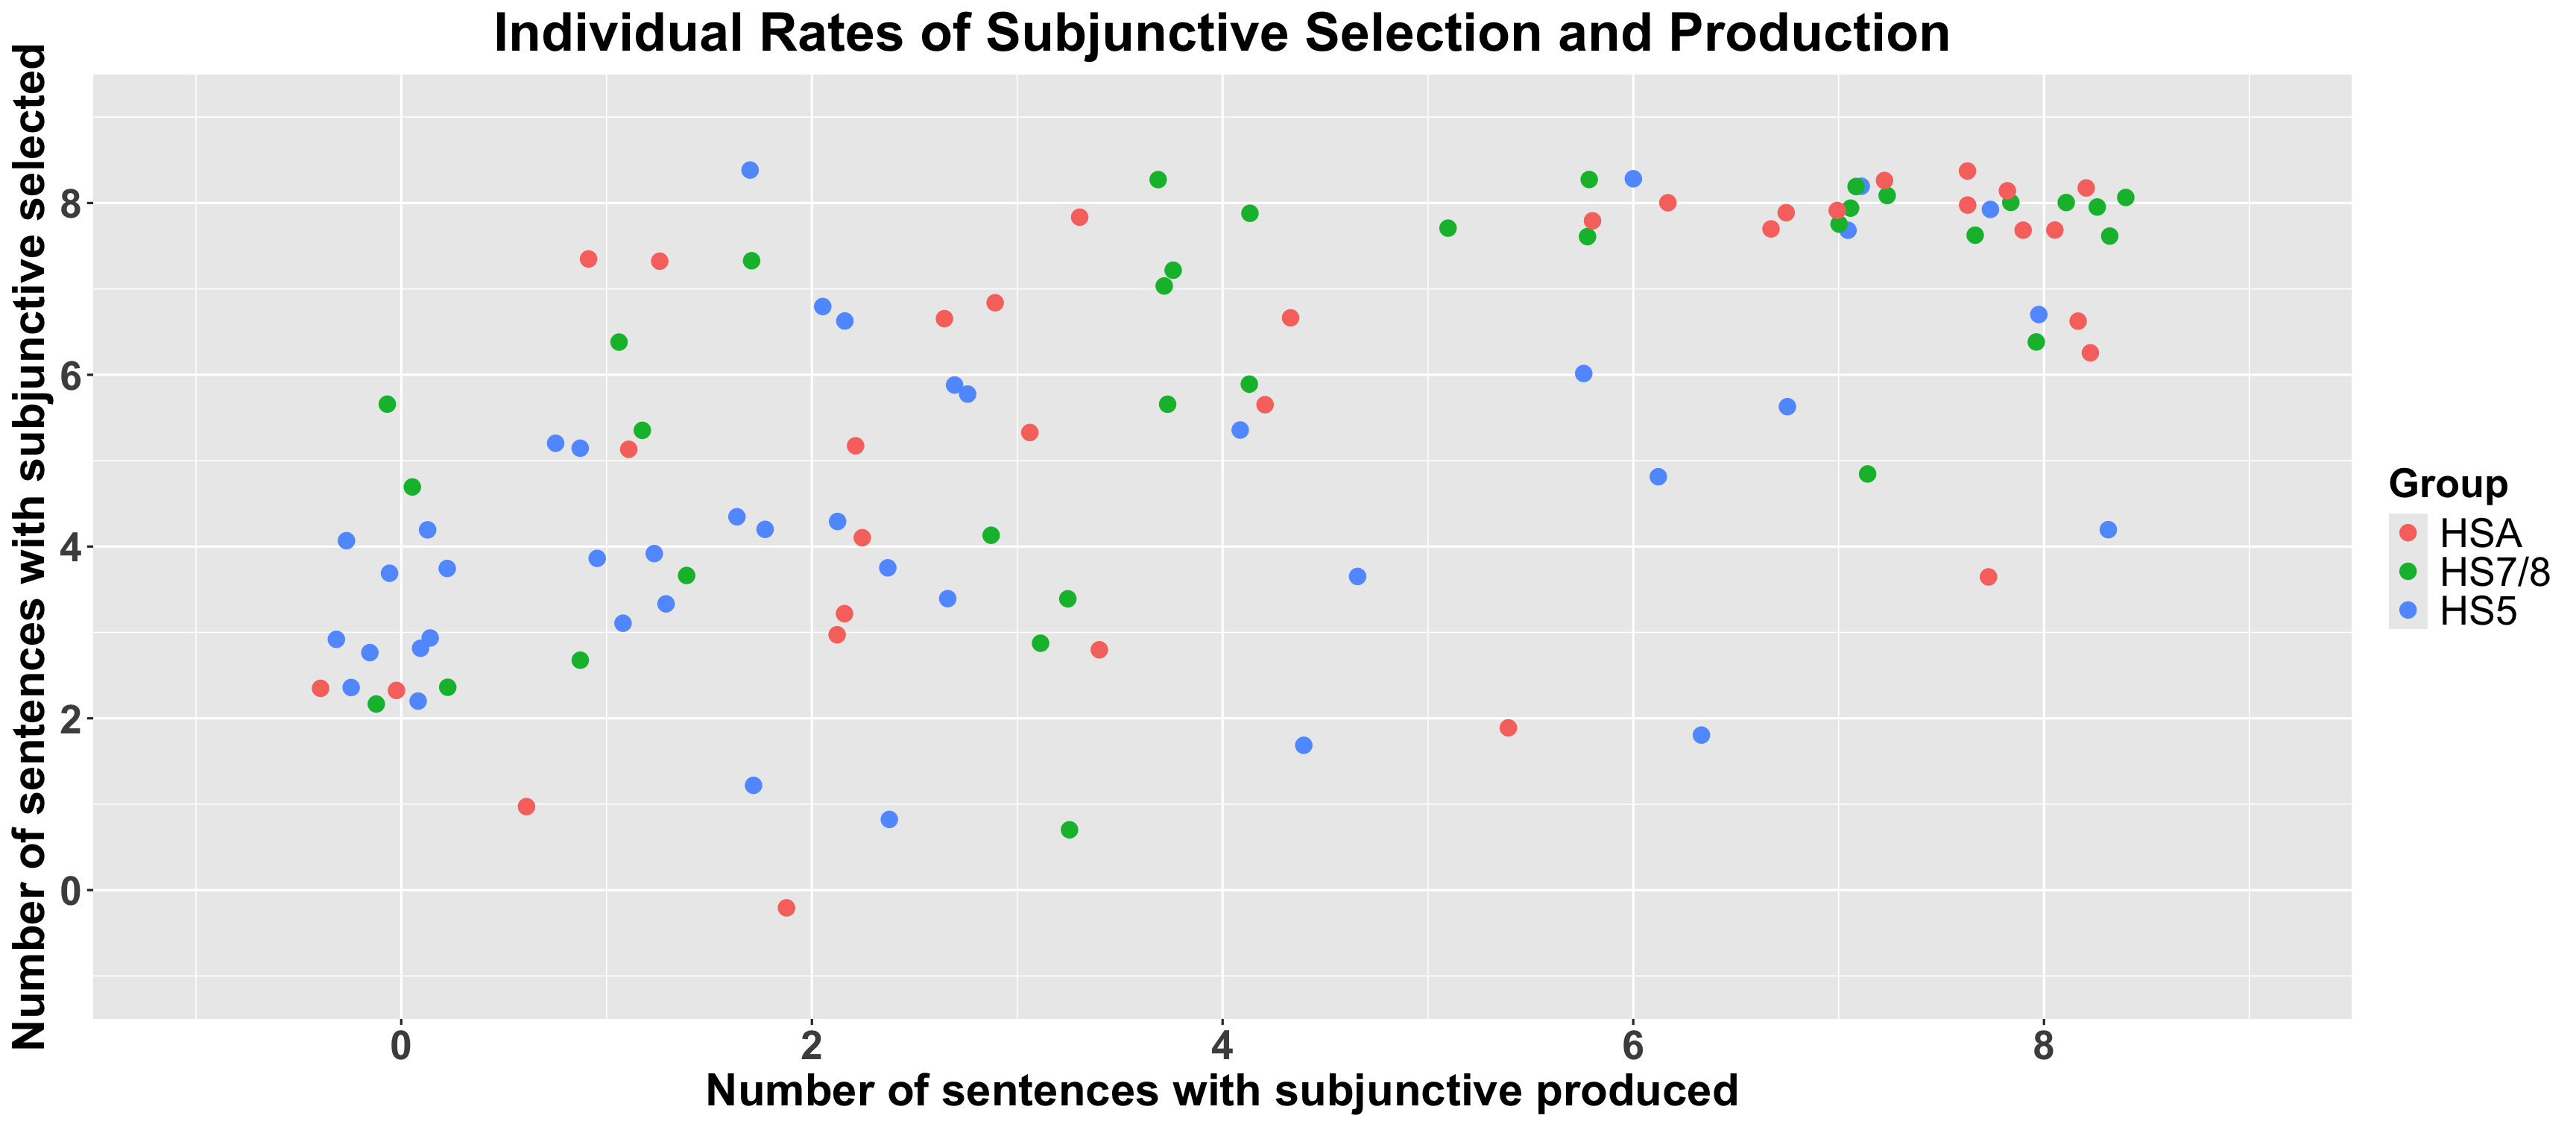 Individual Rates of Subjunctive Selection and Production
Number of sentences with subjunctive selected
8
6
4
2
0
0 2 4 6 8
Number of sentences with subjunctive produced
Group
HSA
HS7/8
HS5